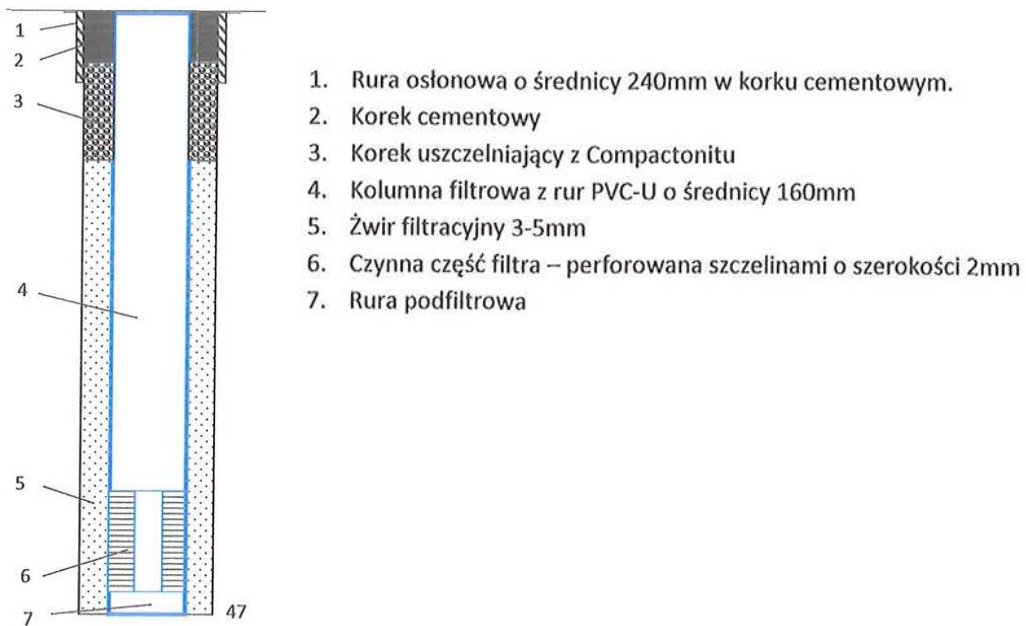 1
2
3
4
5
6
7
47
1. Rura osłonowa o średnicy 240mm w korku cementowym.
2. Korek cementowy
3. Korek uszczelniający z Compactonitu
4. Kolumna filtrowa z rur PVC-U o średnicy 160mm
5. Żwir filtracyjny 3-5mm
6. Czynna część filtra – perforowana szczelinami o szerokości 2mm
7. Rura podfiltrowa